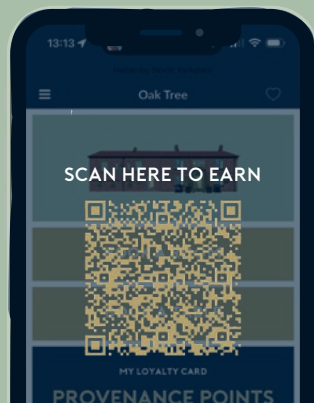 13:13
Oak Tree
SCAN HERE TO EARN
MY LOYALTY CARD
PROVENANCE POINTS